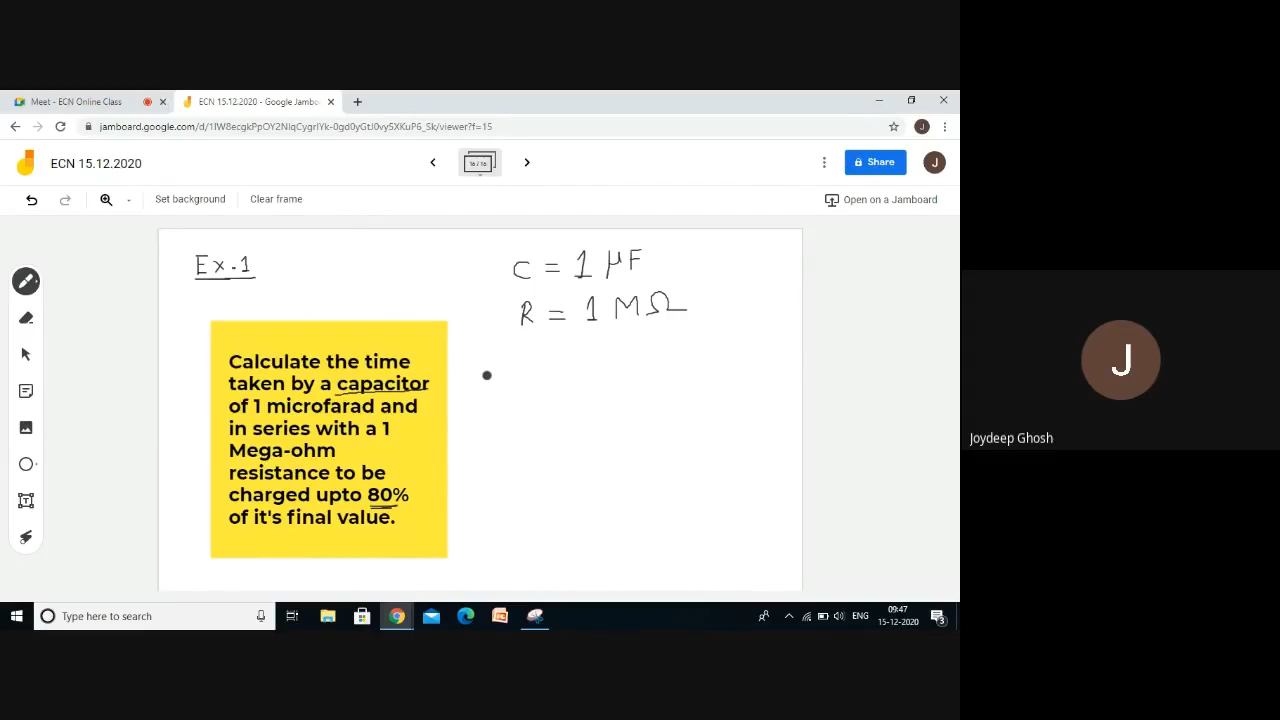 Meet - ECN Online Class
ECN 15.12.2020 - Google Jambo
ECN 15.12.2020
16 / 16
Share
J
Set background
Clear frame
Open on a Jamboard
Ex.1
C = 1 μF
R = 1 MΩ
Calculate the time
taken by a capacitor
of 1 microfarad and
in series with a 1
Mega-ohm
resistance to be
charged upto 80%
of it's final value.
J
Joydeep Ghosh
Type here to search
ENG
09:47
15-12-2020
3